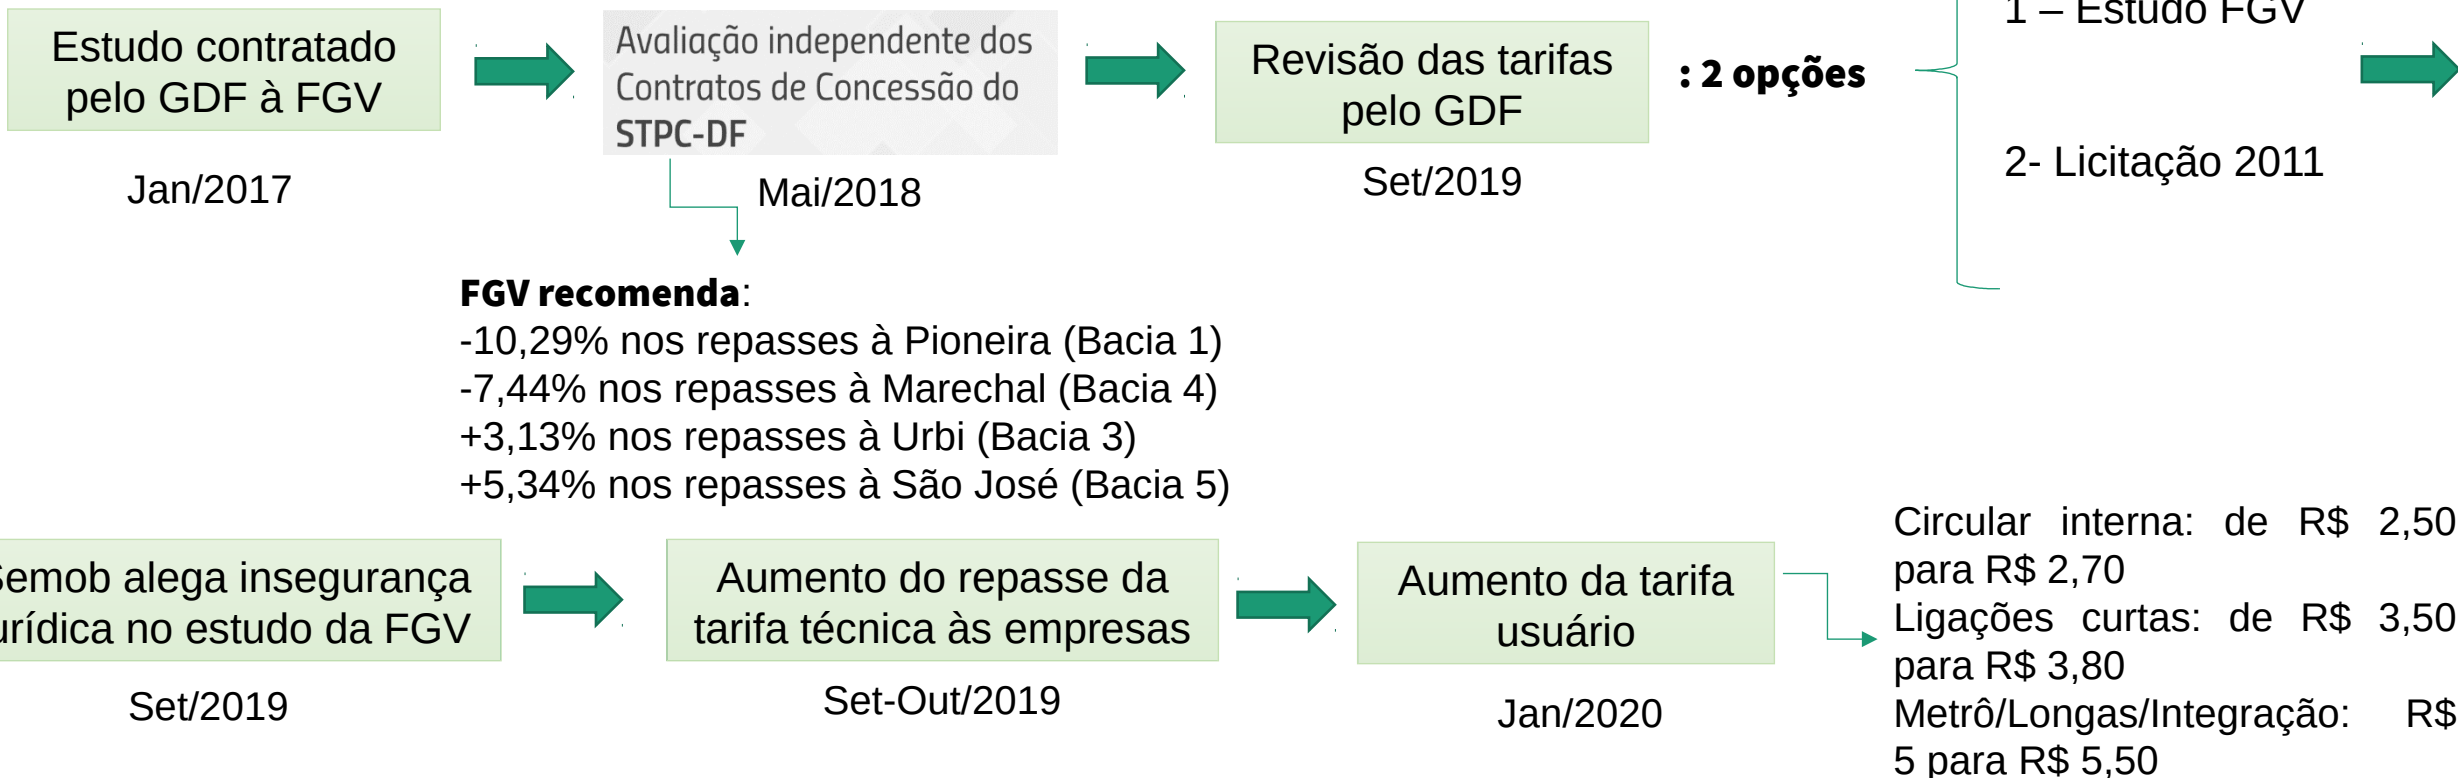 Estudo contratado
pelo GDF à FGV
Jan/2017
Avaliação independente dos
Contratos de Concessão do
STPC-DF
Mai/2018
Revisão das tarifas
pelo GDF
Set/2019
: 2 opções
1 – Estudo FGV
2- Licitação 2011
FGV recomenda:
-10,29% nos repasses à Pioneira (Bacia 1)
-7,44% nos repasses à Marechal (Bacia 4)
+3,13% nos repasses à Urbi (Bacia 3)
+5,34% nos repasses à São José (Bacia 5)
Semob alega insegurança
urídica no estudo da FGV
Set/2019
Aumento do repasse da
tarifa técnica às empresas
Set-Out/2019
Aumento da tarifa
usuário
Jan/2020
Circular interna: de R$ 2,50
para R$ 2,70
Ligações curtas: de R$ 3,50
para R$ 3,80
Metrô/Longas/Integração: R$
5 para R$ 5,50